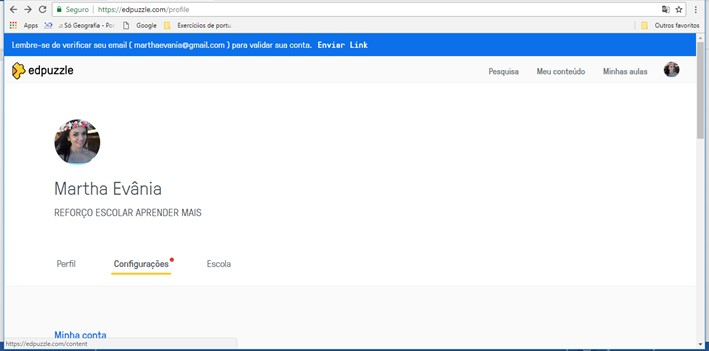 Seguro
https://edpuzzle.com/profile
Apps
Só Geografia - Por
Google
Exercícios de portu
Outros favoritos
Lembre-se de verificar seu email ( marthaevania@gmail.com ) para validar sua conta. Enviar Link
edpuzzle
Pesquisa
Meu conteúdo
Minhas aulas
Martha Evânia
REFORÇO ESCOLAR APRENDER MAIS
Perfil
Configurações
Escola
Minha conta
https://edpuzzle.com/content